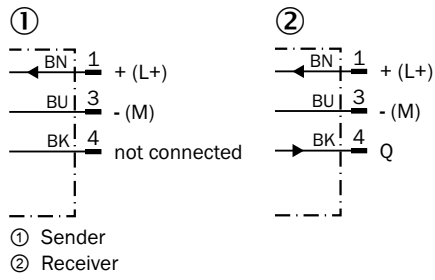 ① ②
BN 1 + (L+) BN 1 + (L+)
BU 3 - (M) BU 3 - (M)
BK 4 not connected BK 4 Q
① Sender
② Receiver